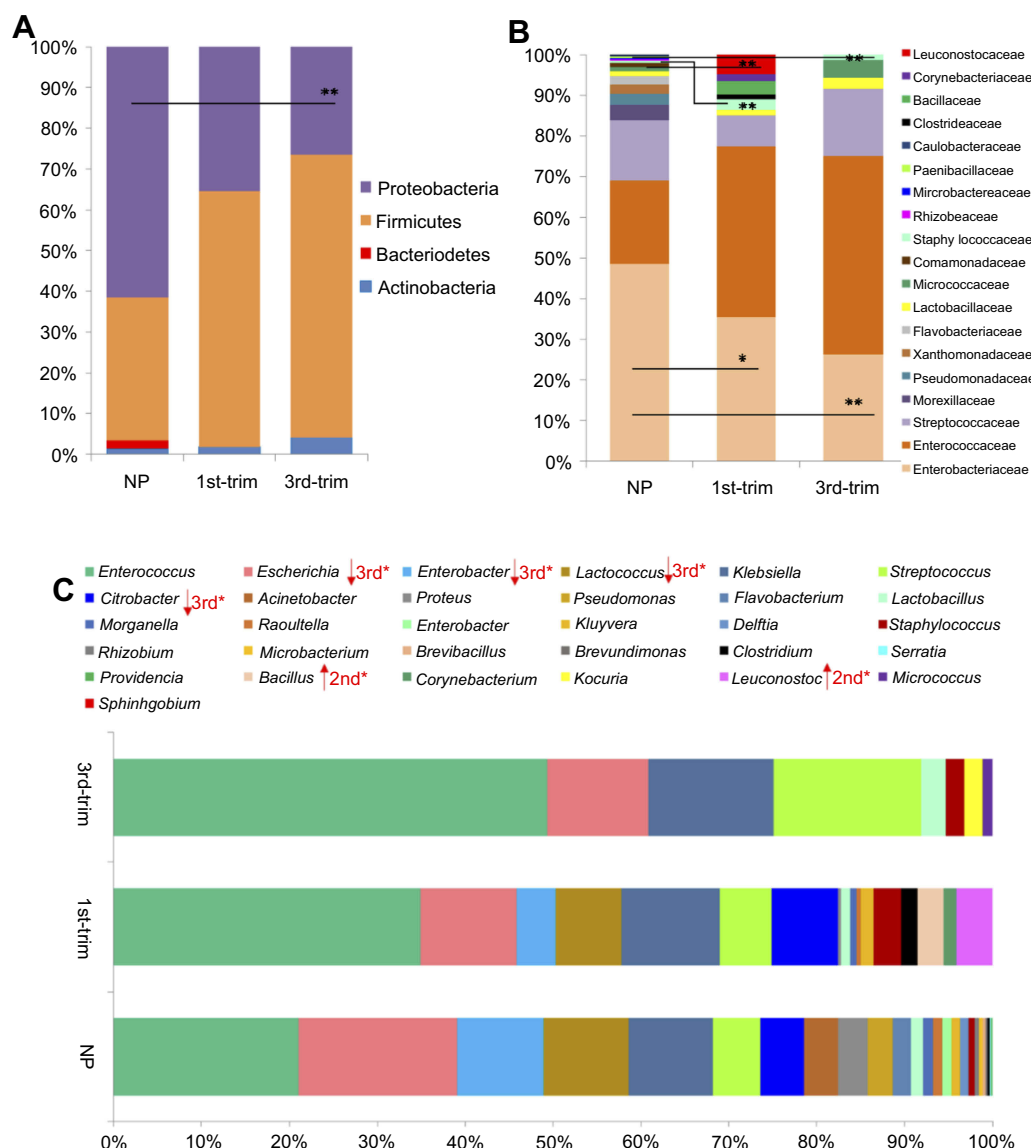 A
100%
90%
80%
70%
60%
50%
40%
30%
20%
10%
0%
**
NP 1st-trim 3rd-trim
Proteobacteria
Firmicutes
Bacteriodetes
Actinobacteria
B
100%
90%
80%
70%
60%
50%
40%
30%
20%
10%
0%
** **
**
*
**
NP 1st-trim 3rd-trim
Leuconostocaceae
Corynebacteriaceae
Bacillaceae
Clostrideaceae
Caulobacteraceae
Paenibacillaceae
Mircrobactereaceae
Rhizobeaceae
Staphy lococcaceae
Comamonadaceae
Micrococcaceae
Lactobacillaceae
Flavobacteriaceae
Xanthomonadaceae
Pseudomonadaceae
Morexillaceae
Streptococcaceae
Enterococcaceae
Enterobacteriaceae
C
Enterococcus Escherichia ↓3rd* Enterobacter ↓3rd* Lactococcus ↓3rd* Klebsiella Streptococcus
Citrobacter ↓3rd* Acinetobacter Proteus Pseudomonas Flavobacterium Lactobacillus
Morganella Raoultella Enterobacter Kluyvera Delftia Staphylococcus
Rhizobium Microbacterium Brevibacillus Brevundimonas Clostridium Serratia
Providencia Bacillus ↑2nd* Corynebacterium Kocuria Leuconostoc ↑2nd* Micrococcus
Sphinhgobium
3rd-trim
1st-trim
NP
0% 10% 20% 30% 40% 50% 60% 70% 80% 90% 100%